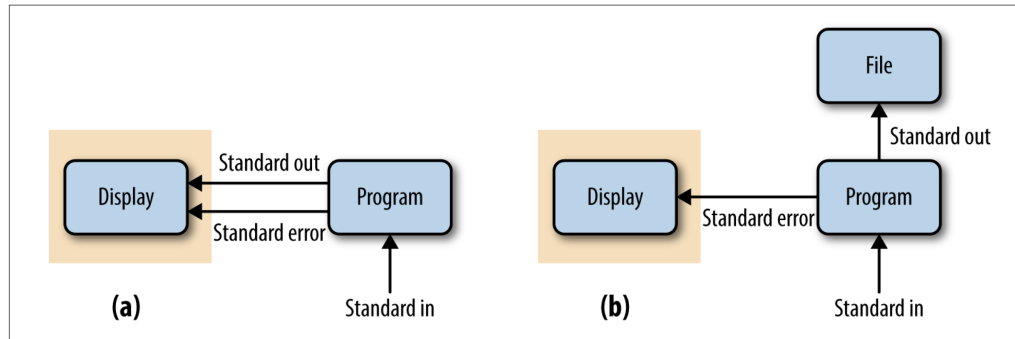 Display
Standard out
Standard error
Program
Standard in
(a)
File
Standard out
Display
Standard error
Program
Standard in
(b)